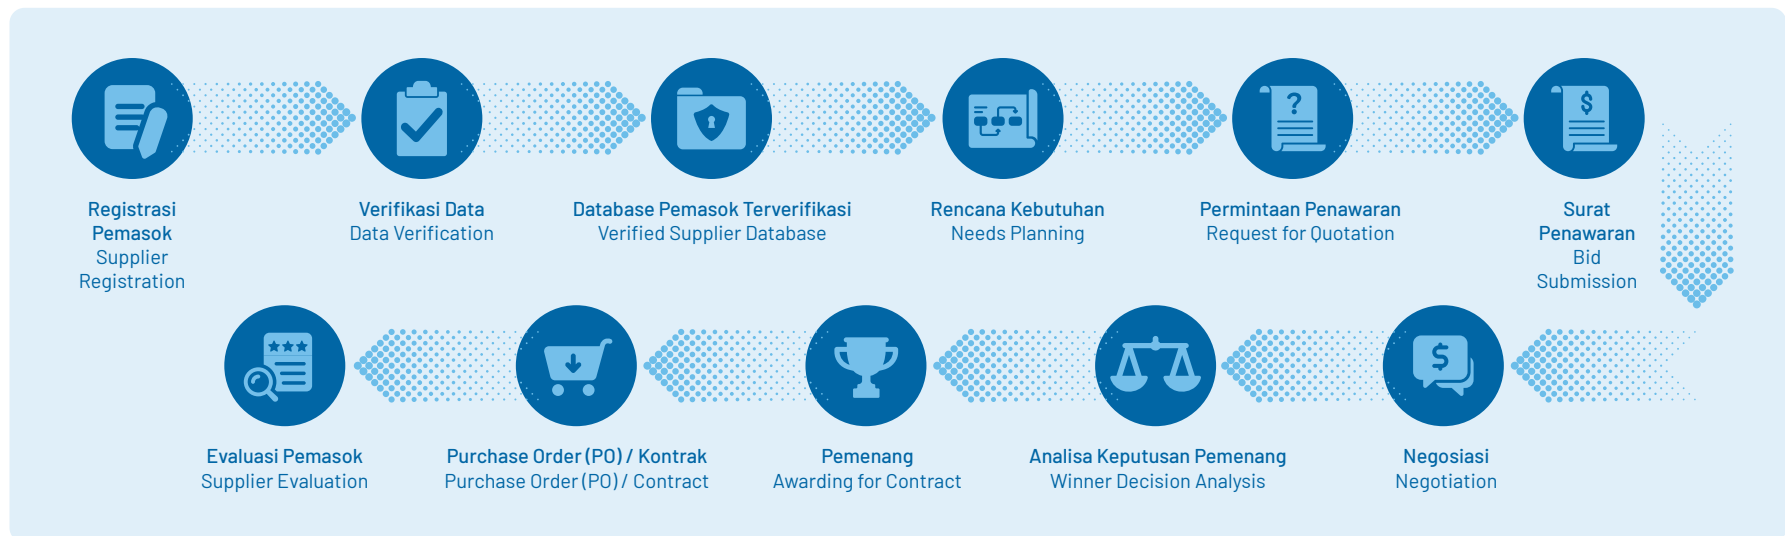 Registrasi
Pemasok
Supplier
Registration
Verifikasi Data
Data Verification
Database Pemasok Terverifikasi
Verified Supplier Database
Rencana Kebutuhan
Needs Planning
?
Permintaan Penawaran
Request for Quotation
$
Surat
Penawaran
Bid
Submission
$
Negosiasi
Negotiation
Analisa Keputusan Pemenang
Winner Decision Analysis
Pemenang
Awarding for Contract
Purchase Order (PO) / Kontrak
Purchase Order (PO) / Contract
Evaluasi Pemasok
Supplier Evaluation